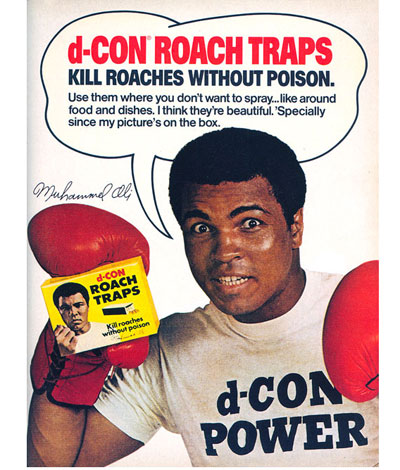 d-CON® ROACH TRAPS
KILL ROACHES WITHOUT POISON.
Use them where you don't want to spray...like around
food and dishes. I think they're beautiful. 'Specially
since my picture's on the box.
Muhammad Ali
d-CON
ROACH
TRAPS
Kill roaches
without poison
d-CON
POWER